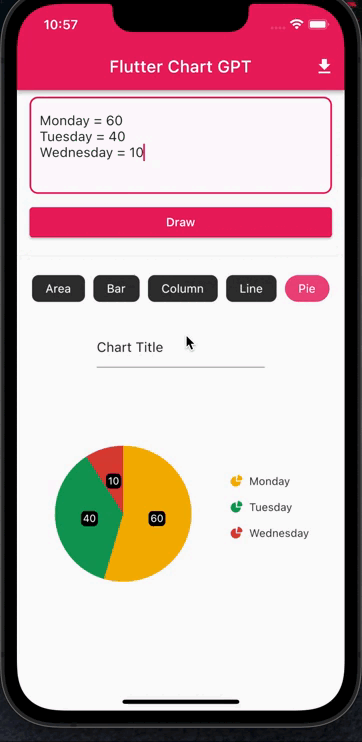 10:57
Flutter Chart GPT
Monday = 60
Tuesday = 40
Wednesday = 10
Draw
Area Bar Column Line Pie
Chart Title
10
40 60
Monday
Tuesday
Wednesday